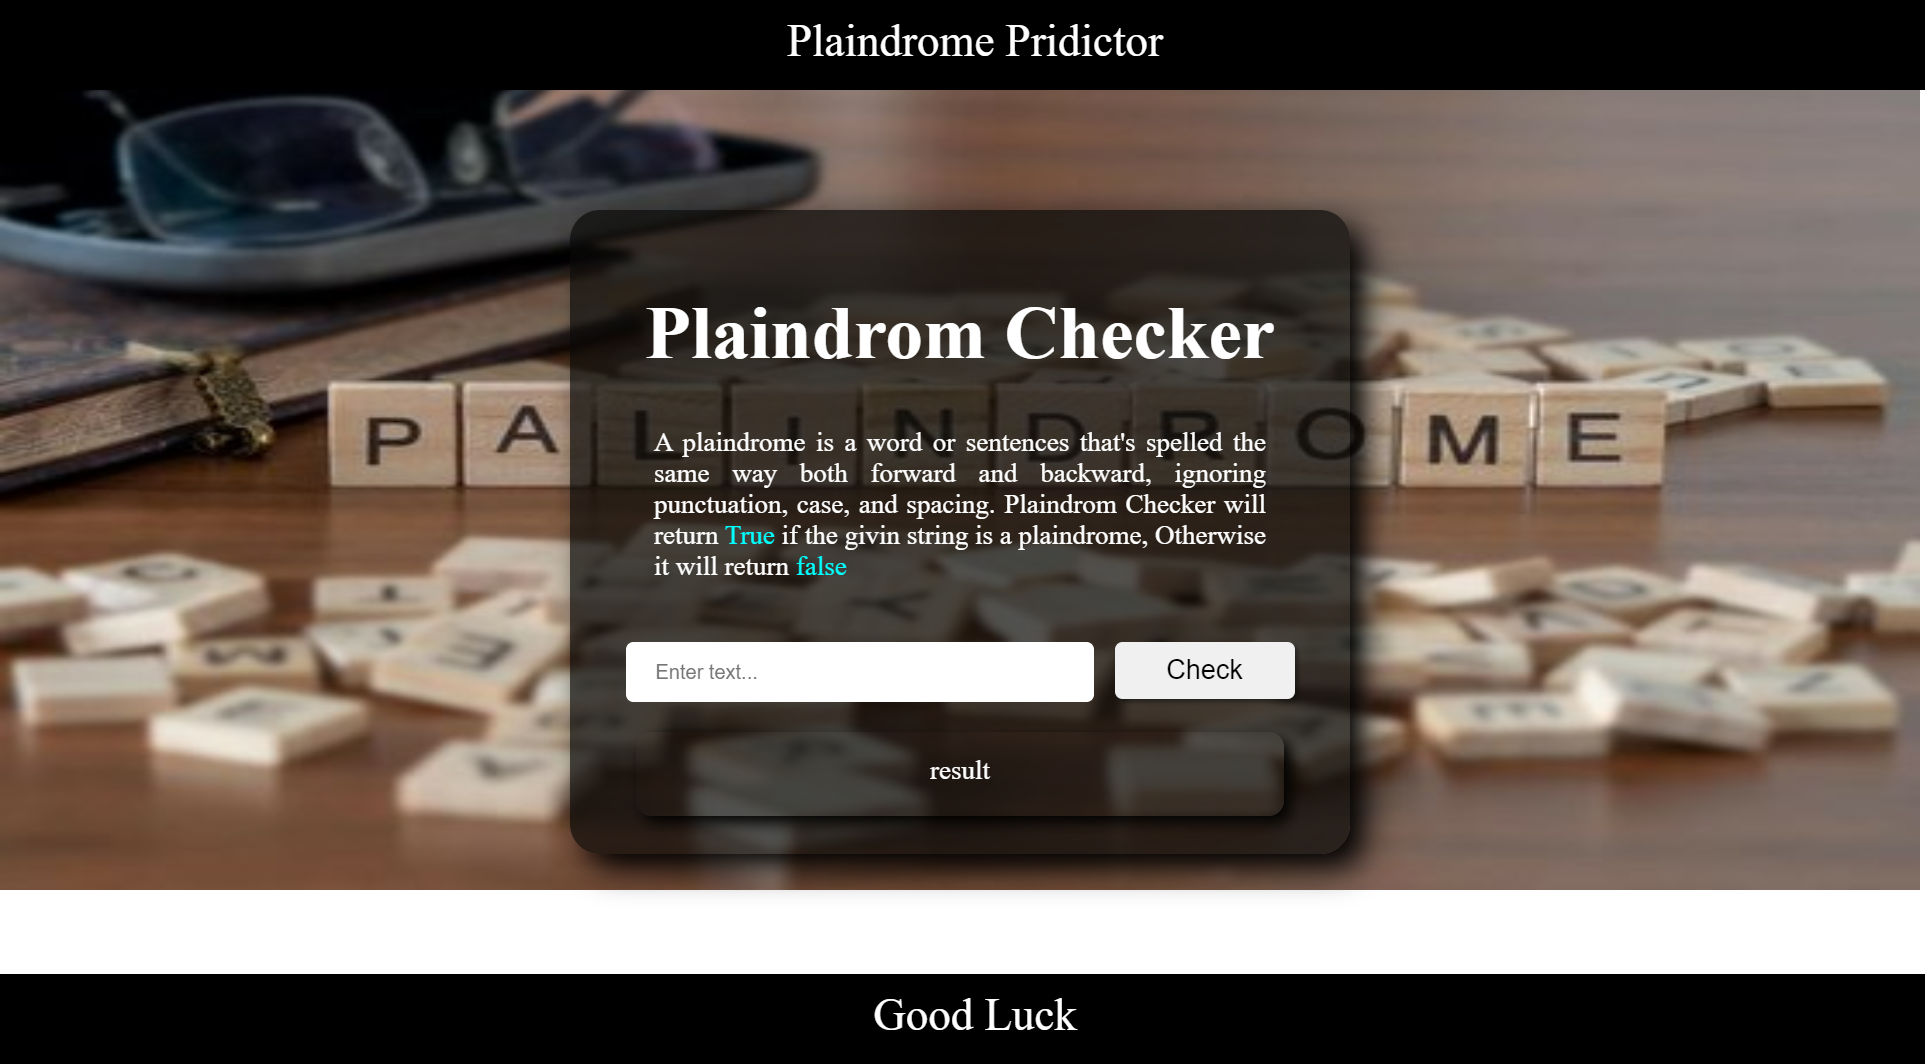 Plaindrome Pridictor
Plaindrom Checker
PALINDROME
A plaindrome is a word or sentences that's spelled the
same way both forward and backward, ignoring
punctuation, case, and spacing. Plaindrom Checker will
return True if the givin string is a plaindrome, Otherwise
it will return false
Enter text...
Check
result
Good Luck